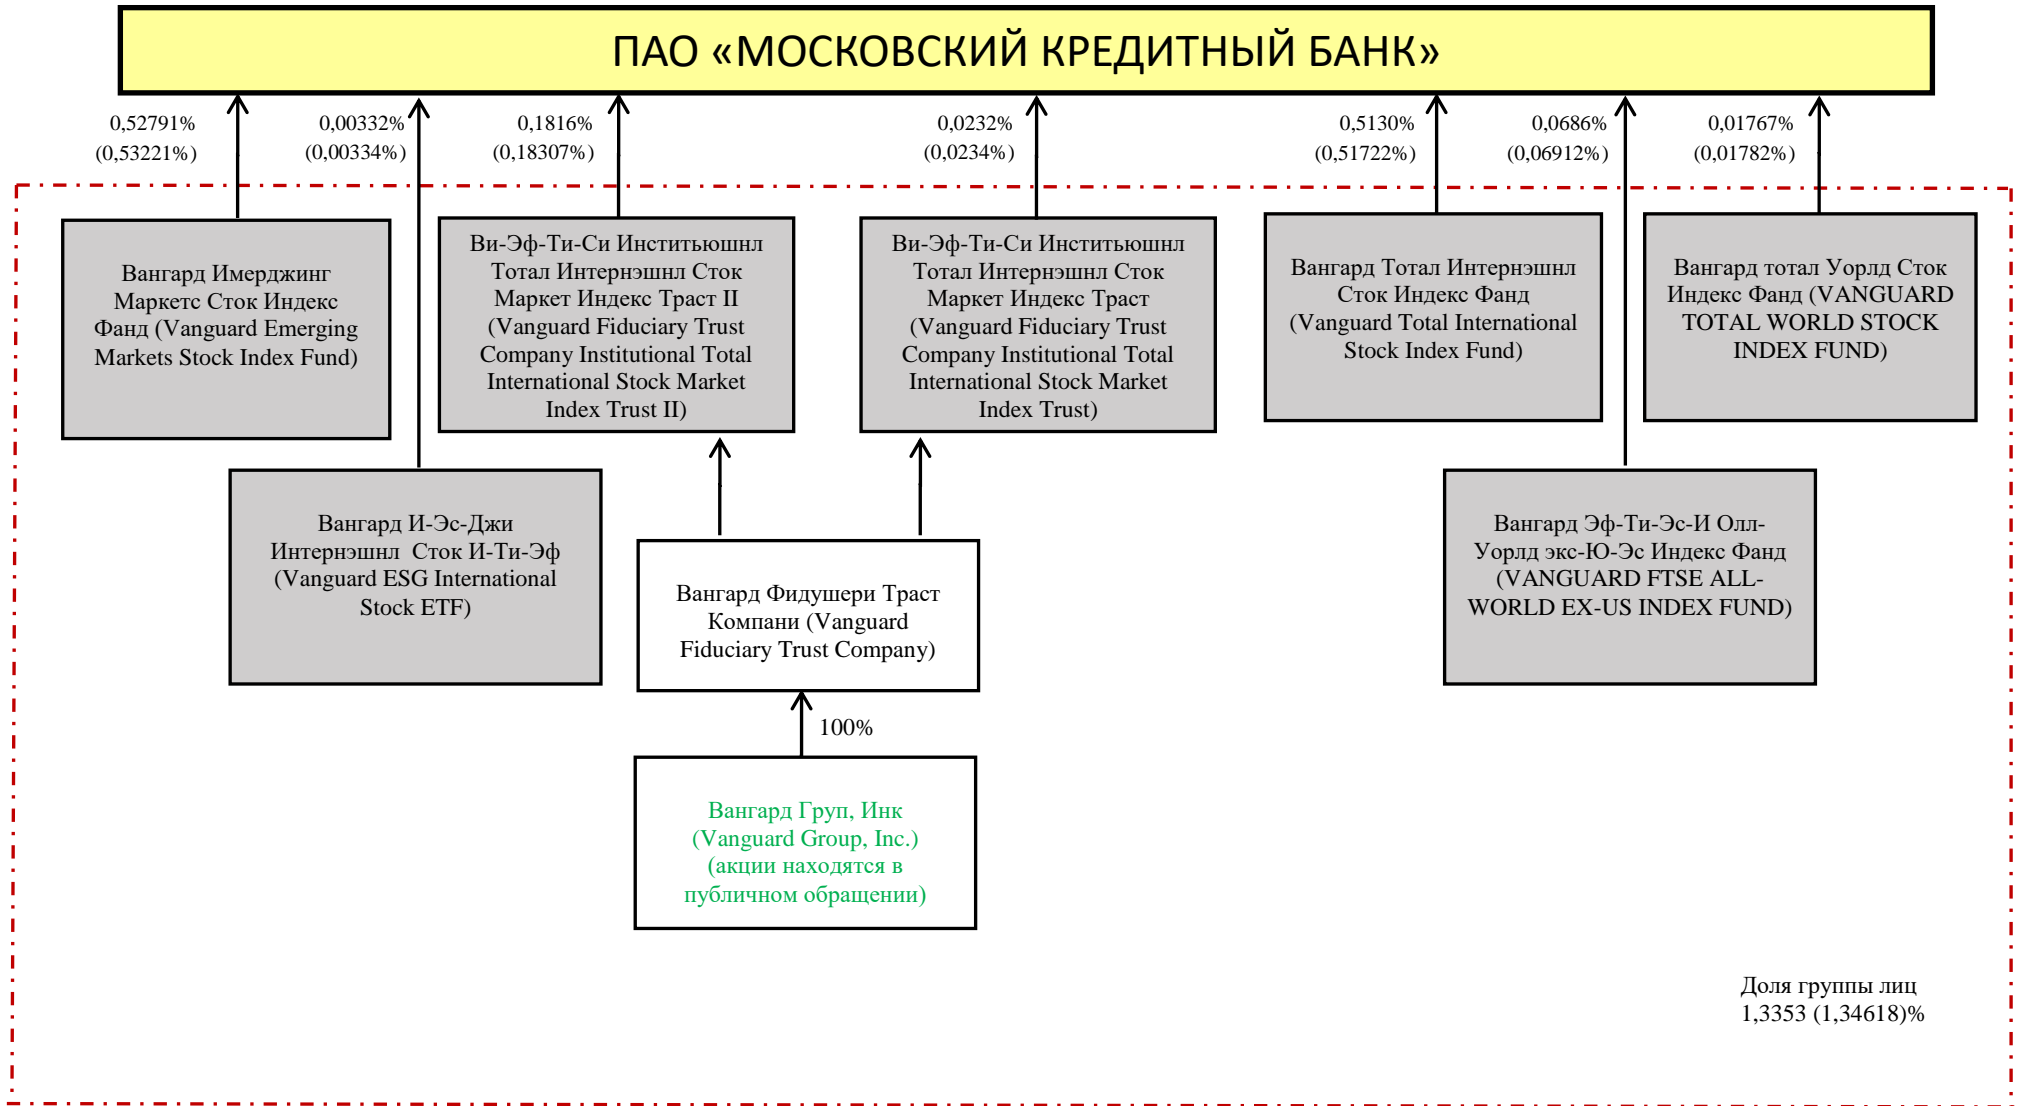 ПАО «МОСКОВСКИЙ КРЕДИТНЫЙ БАНК»
0,52791%
(0,53221%)
0,00332%
(0,00334%)
0,1816%
(0,18307%)
0,0232%
(0,0234%)
0,5130%
(0,51722%)
0,0686%
(0,06912%)
0,01767%
(0,01782%)
Вангард Имерджинг
Маркетс Сток Индекс
Фанд (Vanguard Emerging
Markets Stock Index Fund)
Ви-Эф-Ти-Си Институьшнл
Тотал Интернэшнл Сток
Маркет Индекс Траст II
(Vanguard Fiduciary Trust
Company Institutional Total
International Stock Market
Index Trust II)
Ви-Эф-Ти-Си Институьшнл
Тотал Интернэшнл Сток
Маркет Индекс Траст
(Vanguard Fiduciary Trust
Company Institutional Total
International Stock Market
Index Trust)
Вангард Тотал Интернэшнл
Сток Индекс Фанд
(Vanguard Total International
Stock Index Fund)
Вангард тотал Уорлд Сток
Индекс Фанд (VANGUARD
TOTAL WORLD STOCK
INDEX FUND)
Вангард И-Эс-Джи
Интернэшнл Сток И-Ти-Эф
(Vanguard ESG International
Stock ETF)
Вангард Фидушери Траст
Компани (Vanguard
Fiduciary Trust Company)
Вангард Эф-Ти-Эс-И Олл-
Уорлд экс-Ю-Эс Индекс Фанд
(VANGUARD FTSE ALL-
WORLD EX-US INDEX FUND)
100%
Вангард Груп, Инк
(Vanguard Group, Inc.)
(акции находятся в
публичном обращении)
Доля группы лиц
1,3353 (1,34618)%